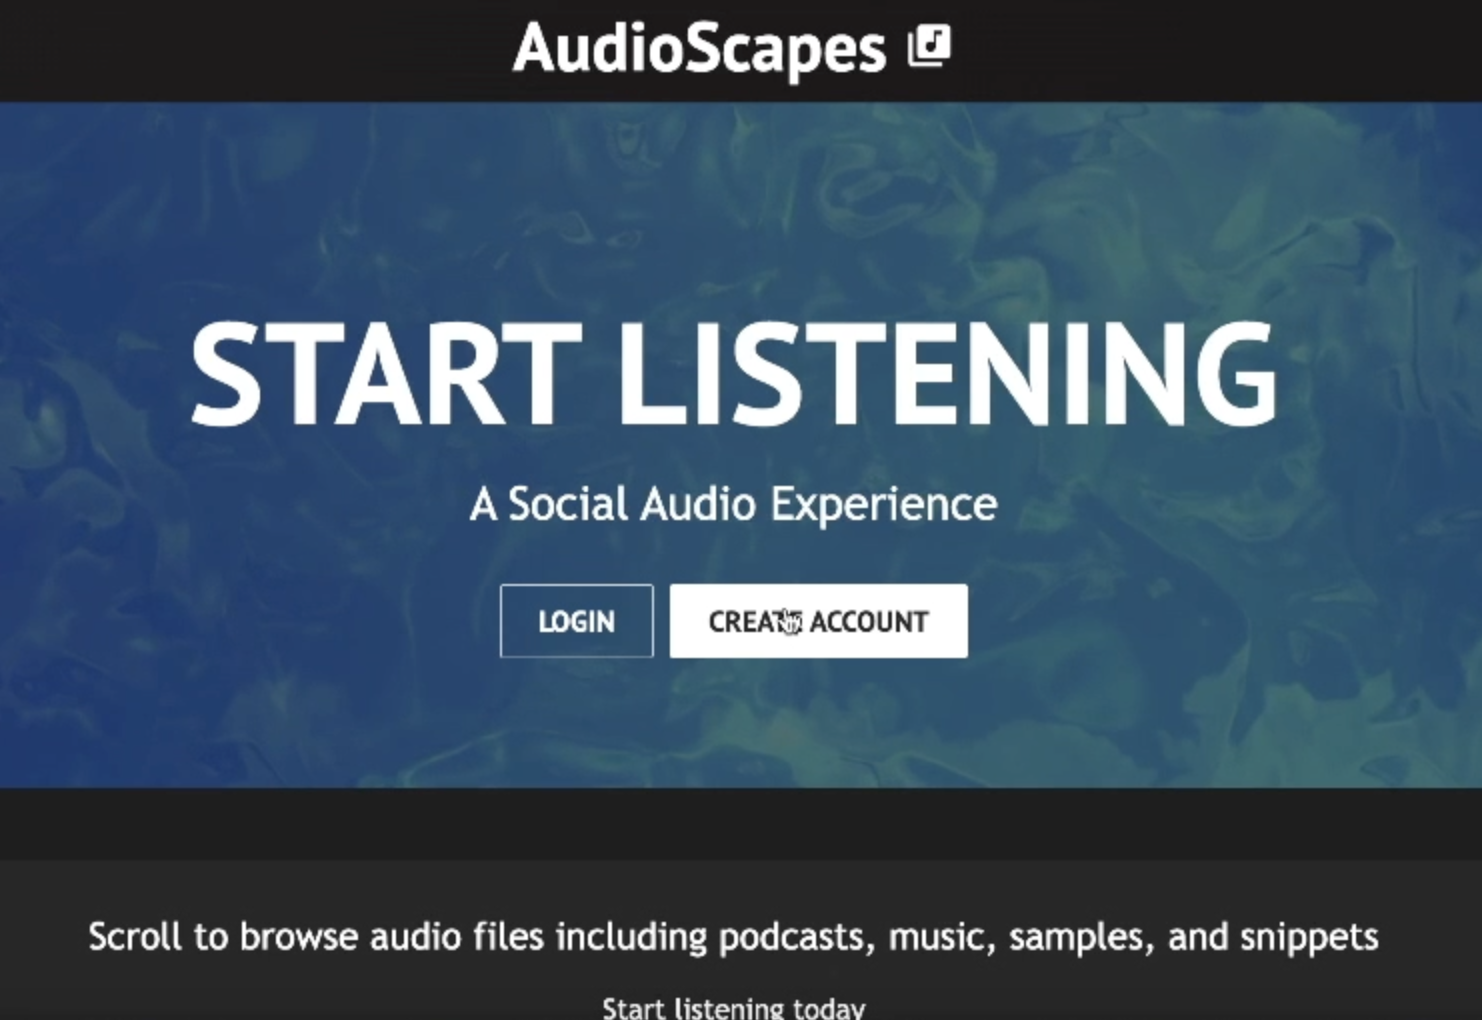 AudioScapes
START LISTENING
A Social Audio Experience
LOGIN
CREATE ACCOUNT
Scroll to browse audio files including podcasts, music, samples, and snippets
Start listening today